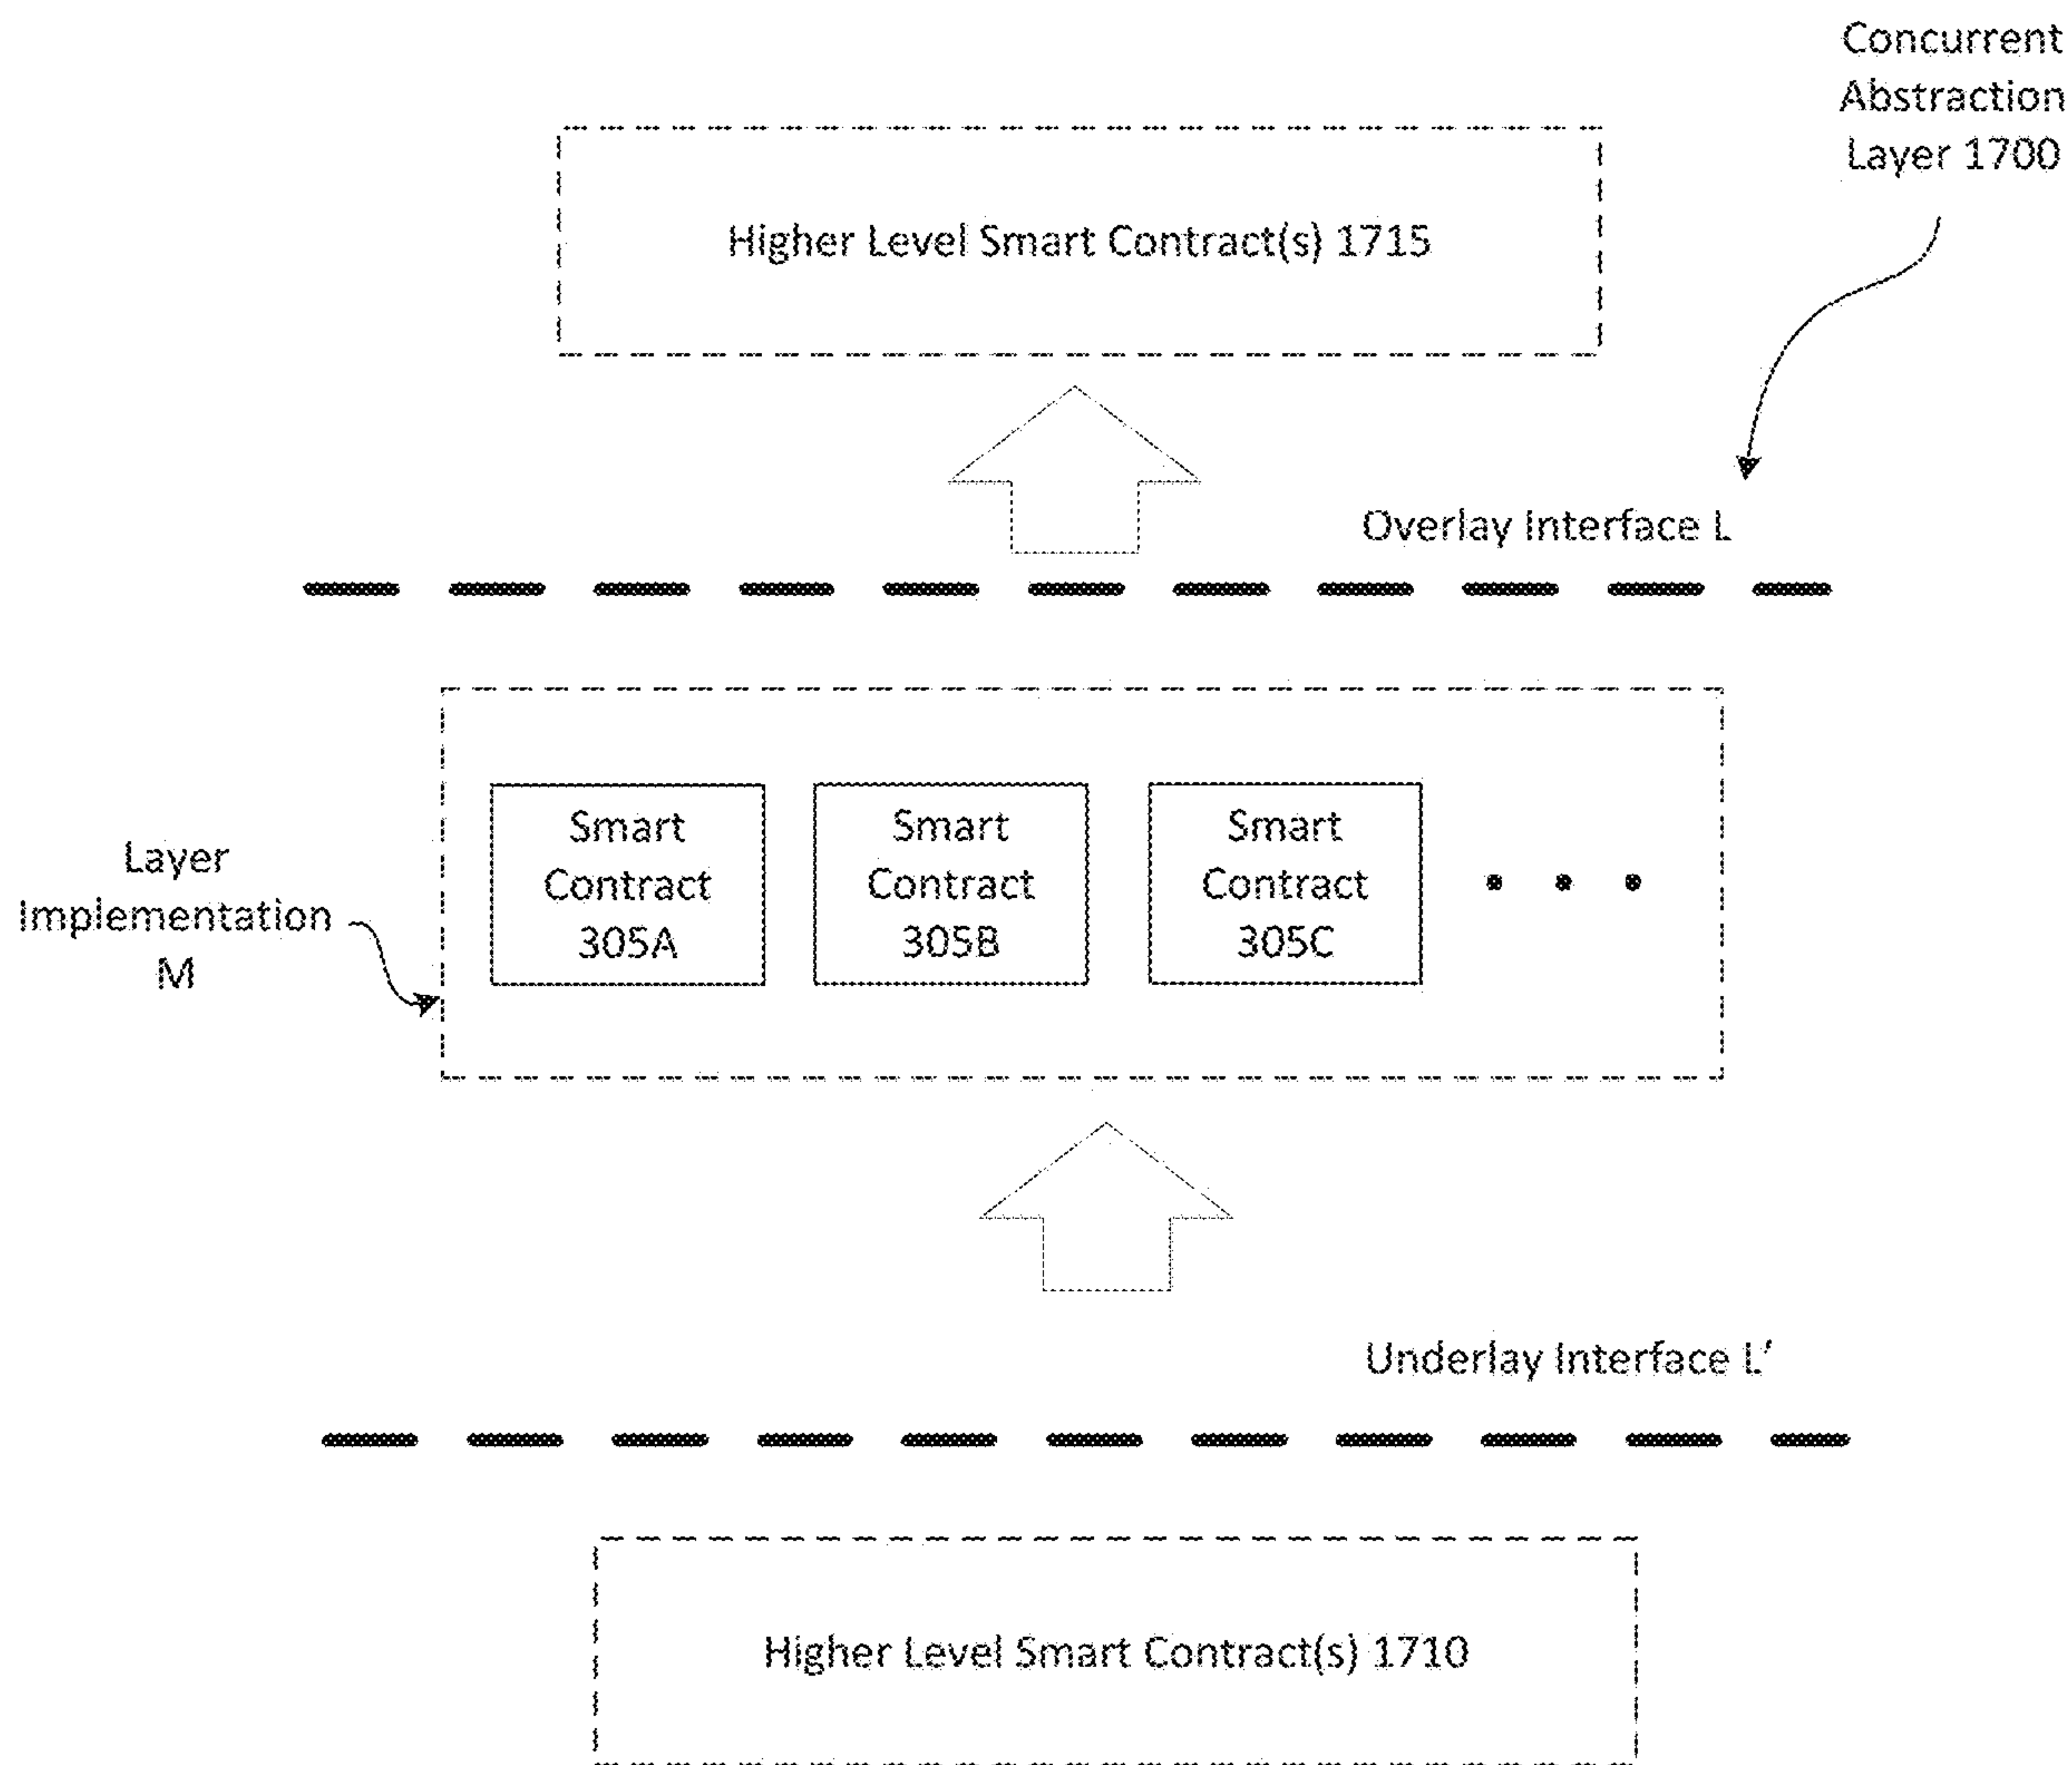 Concurrent
Abstraction
Layer 1700
Higher Level Smart Contract(s) 1715
Overlay Interface L
Layer
Implementation
M
Smart
Contract
305A
Smart
Contract
305B
Smart
Contract
305C
Underlay Interface L'
Higher Level Smart Contract(s) 1710